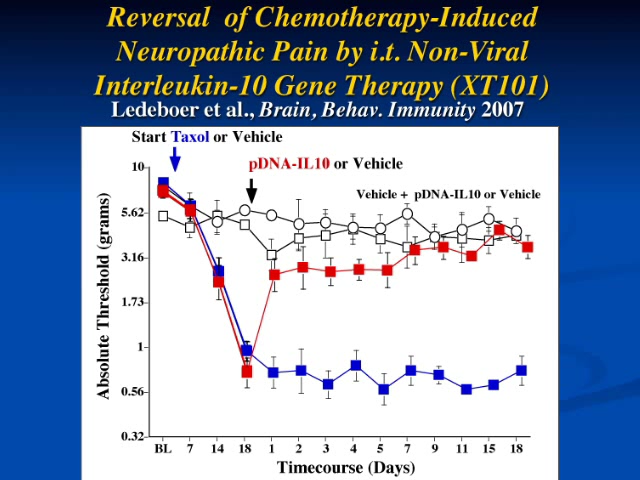 Reversal of Chemotherapy-Induced
Neuropathic Pain by i.t. Non-Viral
Interleukin-10 Gene Therapy (XT101)
Ledeboer et al., Brain, Behav. Immunity 2007
Start Taxol or Vehicle
pDNA-IL10 or Vehicle
Vehicle + pDNA-IL10 or Vehicle
Absolute Threshold (grams)
10
5.62
3.16
1.73
1
0.56
0.32
BL 7 14 18 1 2 3 4 5 7 9 11 15 18
Timecourse (Days)